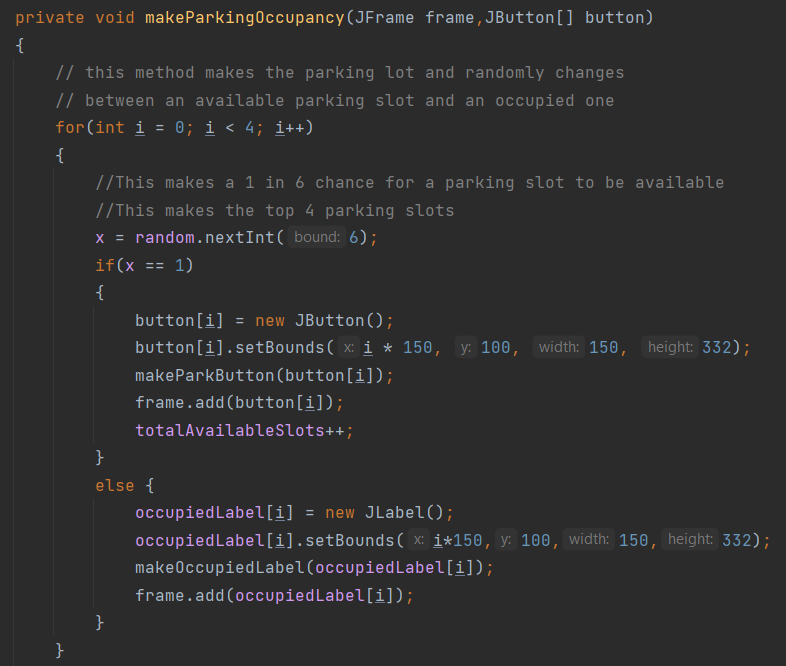 private void makeParkingOccupancy(JFrame frame,JButton[] button)
{
// this method makes the parking lot and randomly changes
// between an available parking slot and an occupied one
for(int i = 0; i < 4; i++)
{
//This makes a 1 in 6 chance for a parking slot to be available
//This makes the top 4 parking slots
x = random.nextInt( bound: 6);
if(x == 1)
{
button[i] = new JButton();
button[i].setBounds( x: i * 150, y: 100, width: 150, height: 332);
makeParkButton(button[i]);
frame.add(button[i]);
totalAvailableSlots++;
}
else {
occupiedLabel[i] = new JLabel();
occupiedLabel[i].setBounds( x: i*150, y: 100, width: 150, height: 332);
makeOccupiedLabel(occupiedLabel[i]);
frame.add(occupiedLabel[i]);
}
}